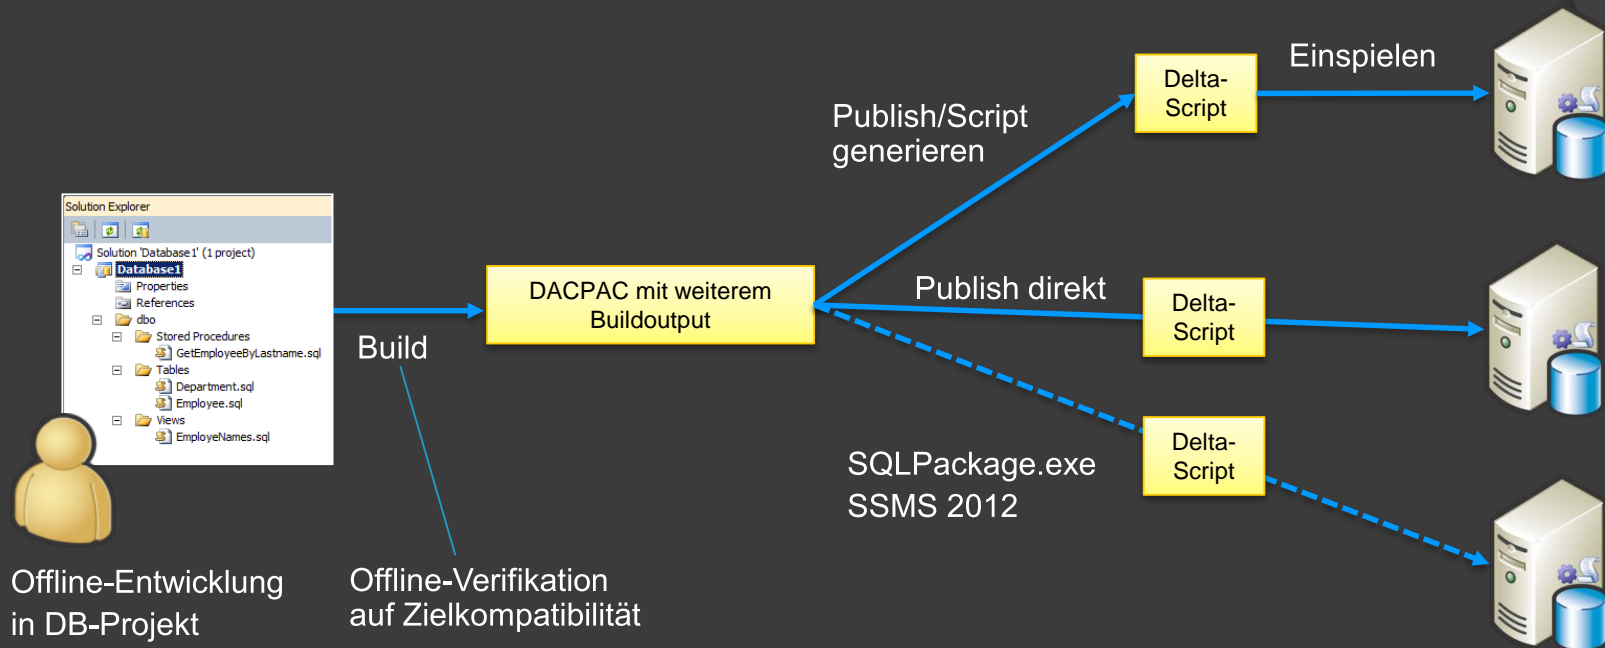 Solution Explorer
Solution 'Database1' (1 project)
Database1
Properties
References
dbo
Stored Procedures
GetEmployeeByLastname.sql
Tables
Department.sql
Employee.sql
Views
EmployeNames.sql
Offline-Entwicklung
in DB-Projekt
Build
Offline-Verifikation
auf Zielkompatibilität
DACPAC mit weiterem
Buildoutput
Publish/Script
generieren
Delta-
Script
Einspielen
Publish direkt
Delta-
Script
SQLPackage.exe
SSMS 2012
Delta-
Script